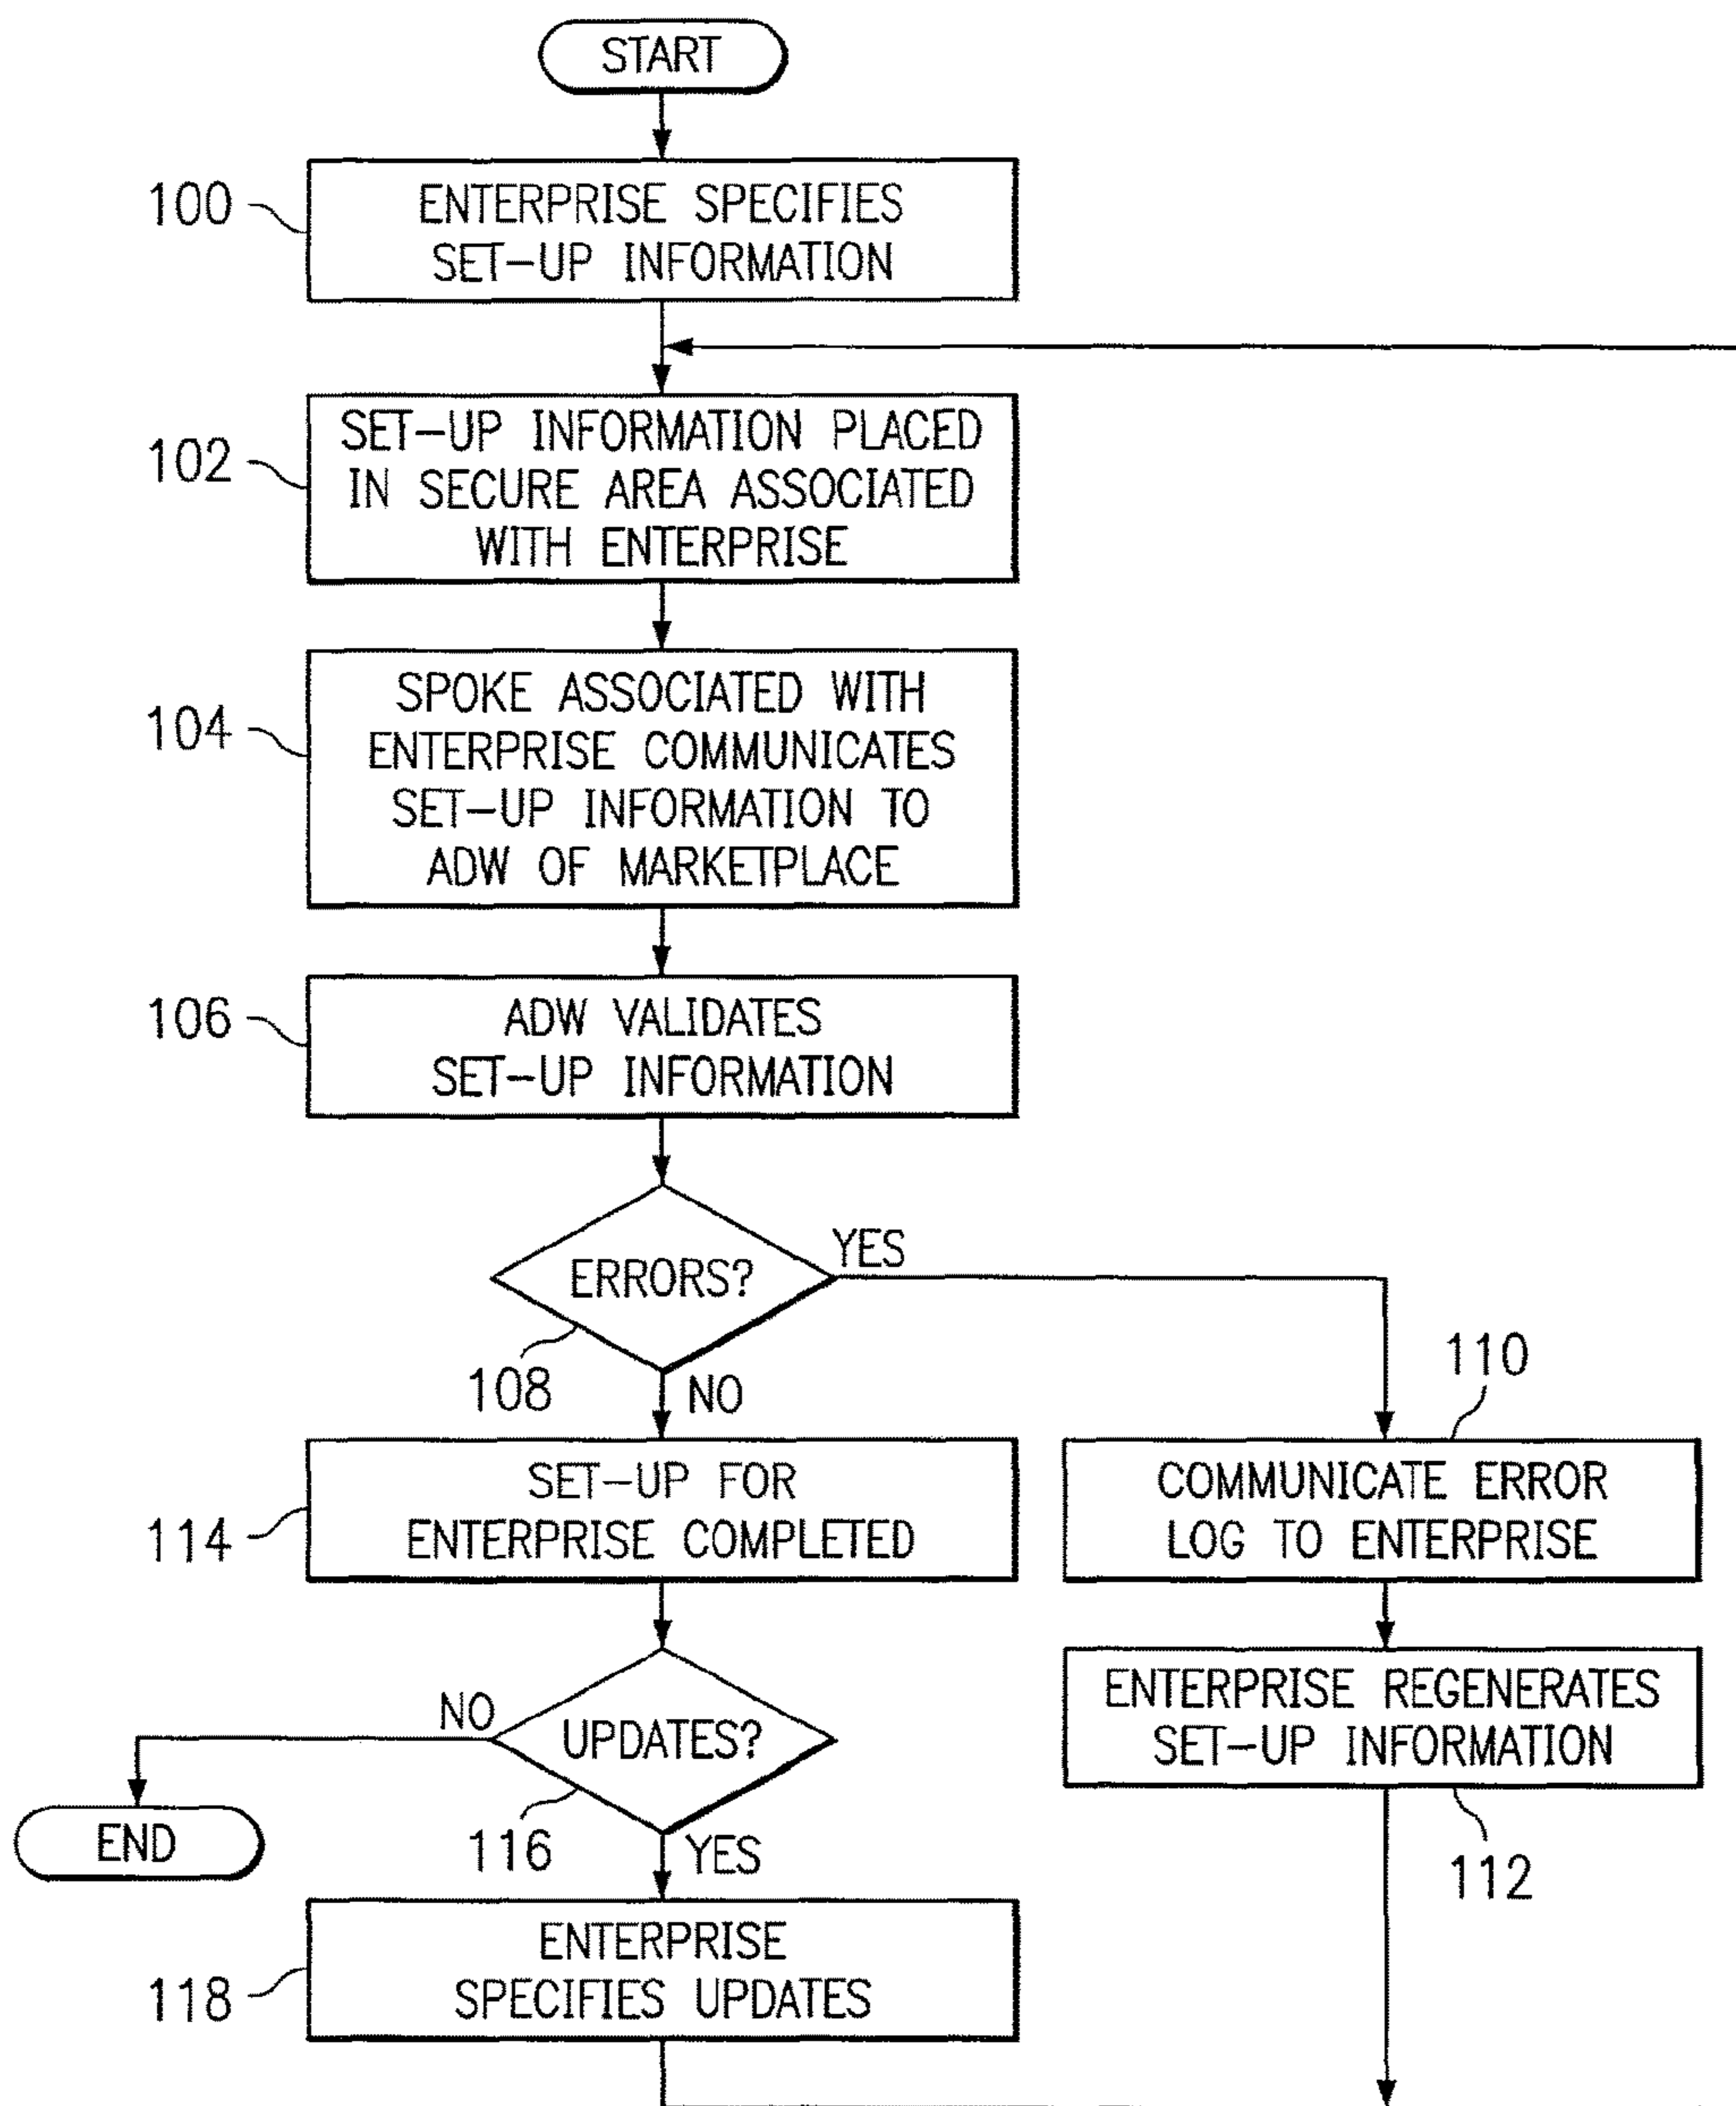 START
100
ENTERPRISE SPECIFIES
SET-UP INFORMATION
102
SET-UP INFORMATION PLACED
IN SECURE AREA ASSOCIATED
WITH ENTERPRISE
104
SPOKE ASSOCIATED WITH
ENTERPRISE COMMUNICATES
SET-UP INFORMATION TO
ADW OF MARKETPLACE
106
ADW VALIDATES
SET-UP INFORMATION
ERRORS?
YES
108
NO
110
114
SET-UP FOR
ENTERPRISE COMPLETED
COMMUNICATE ERROR
LOG TO ENTERPRISE
ENTERPRISE REGENERATES
SET-UP INFORMATION
112
NO
UPDATES?
END
116
YES
118
ENTERPRISE
SPECIFIES UPDATES